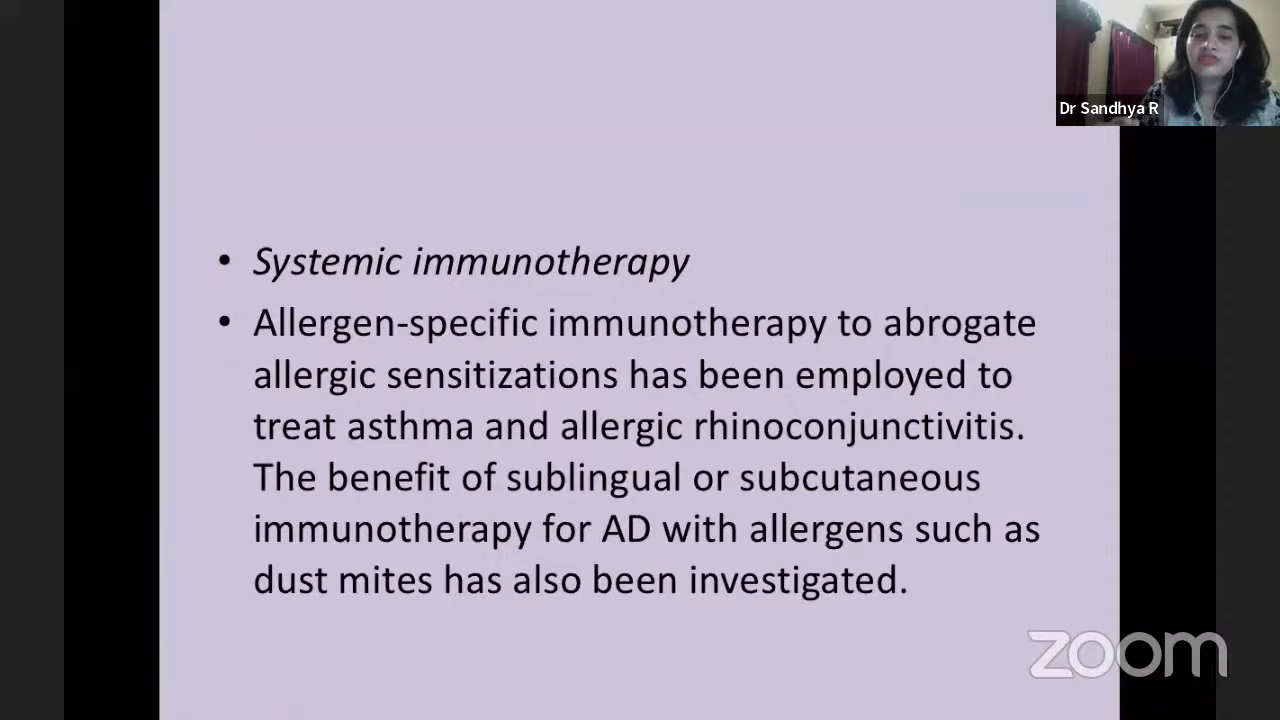 Dr Sandhya R
• Systemic immunotherapy
• Allergen-specific immunotherapy to abrogate
allergic sensitizations has been employed to
treat asthma and allergic rhinoconjunctivitis.
The benefit of sublingual or subcutaneous
immunotherapy for AD with allergens such as
dust mites has also been investigated.
zoom